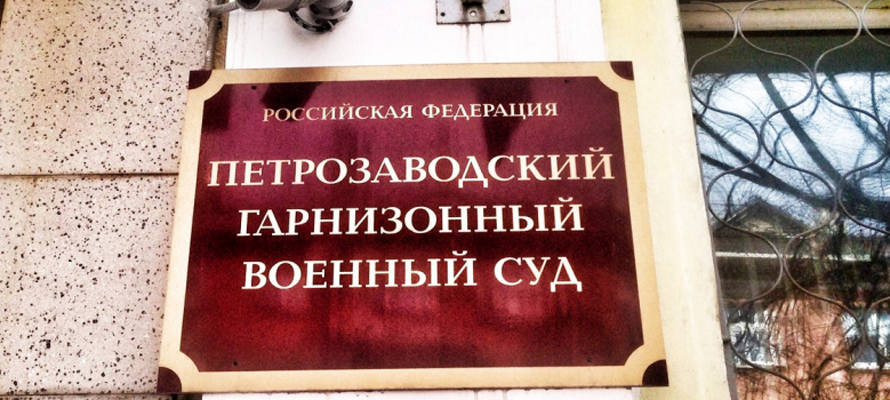 РОССИЙСКАЯ ФЕДЕРАЦИЯ
ПЕТРОЗАВОДСКИЙ
ГАРНИЗОННЫЙ
ВОЕННЫЙ СУД